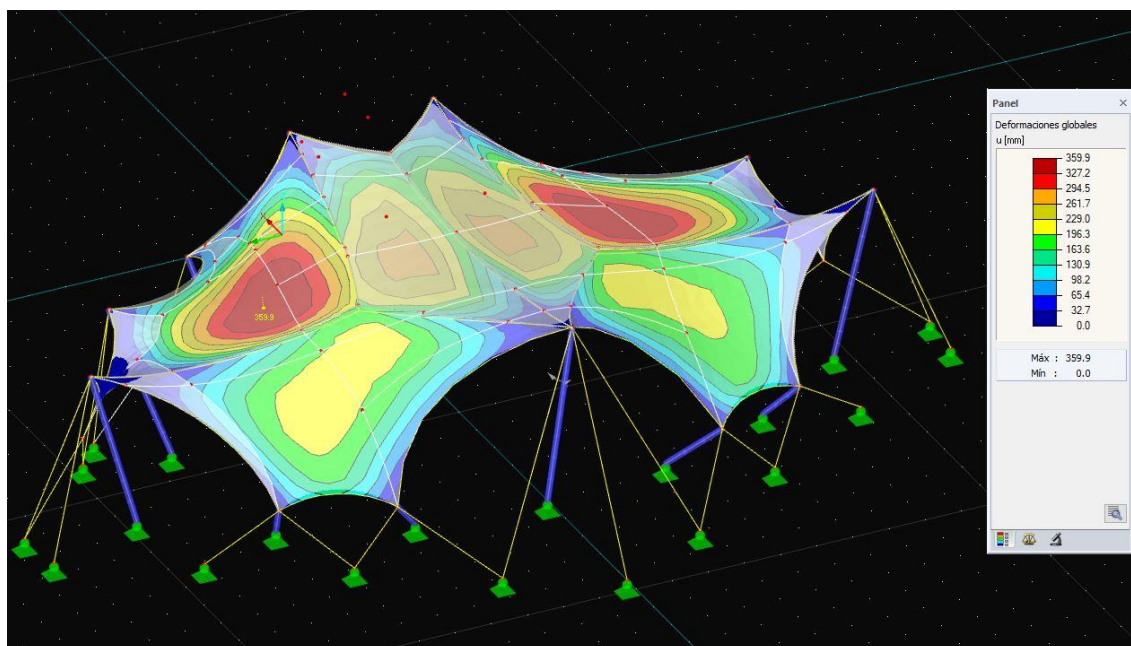 Panel
Deformaciones globales
u [mm]
359.9
327.2
294.5
261.7
229.0
196.3
163.6
130.9
98.2
65.4
32.7
0.0
Máx : 359.9
Mín : 0.0
X
359.9